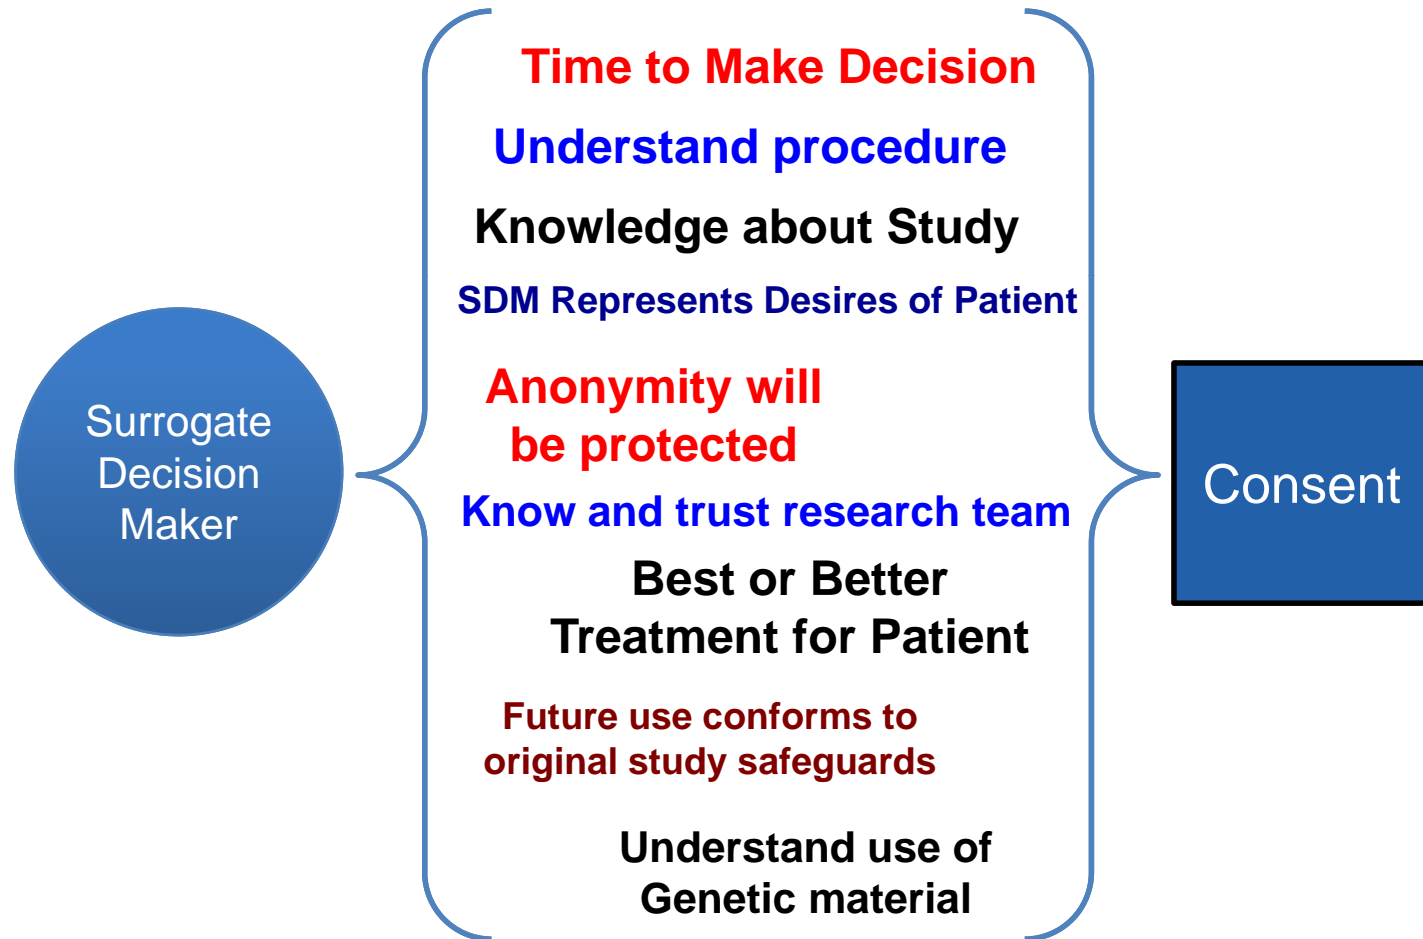 Time to Make Decision
Understand procedure
Knowledge about Study
SDM Represents Desires of Patient
Anonymity will
be protected
Know and trust research team
Best or Better
Treatment for Patient
Future use conforms to
original study safeguards
Understand use of
Genetic material
Surrogate
Decision
Maker
Consent